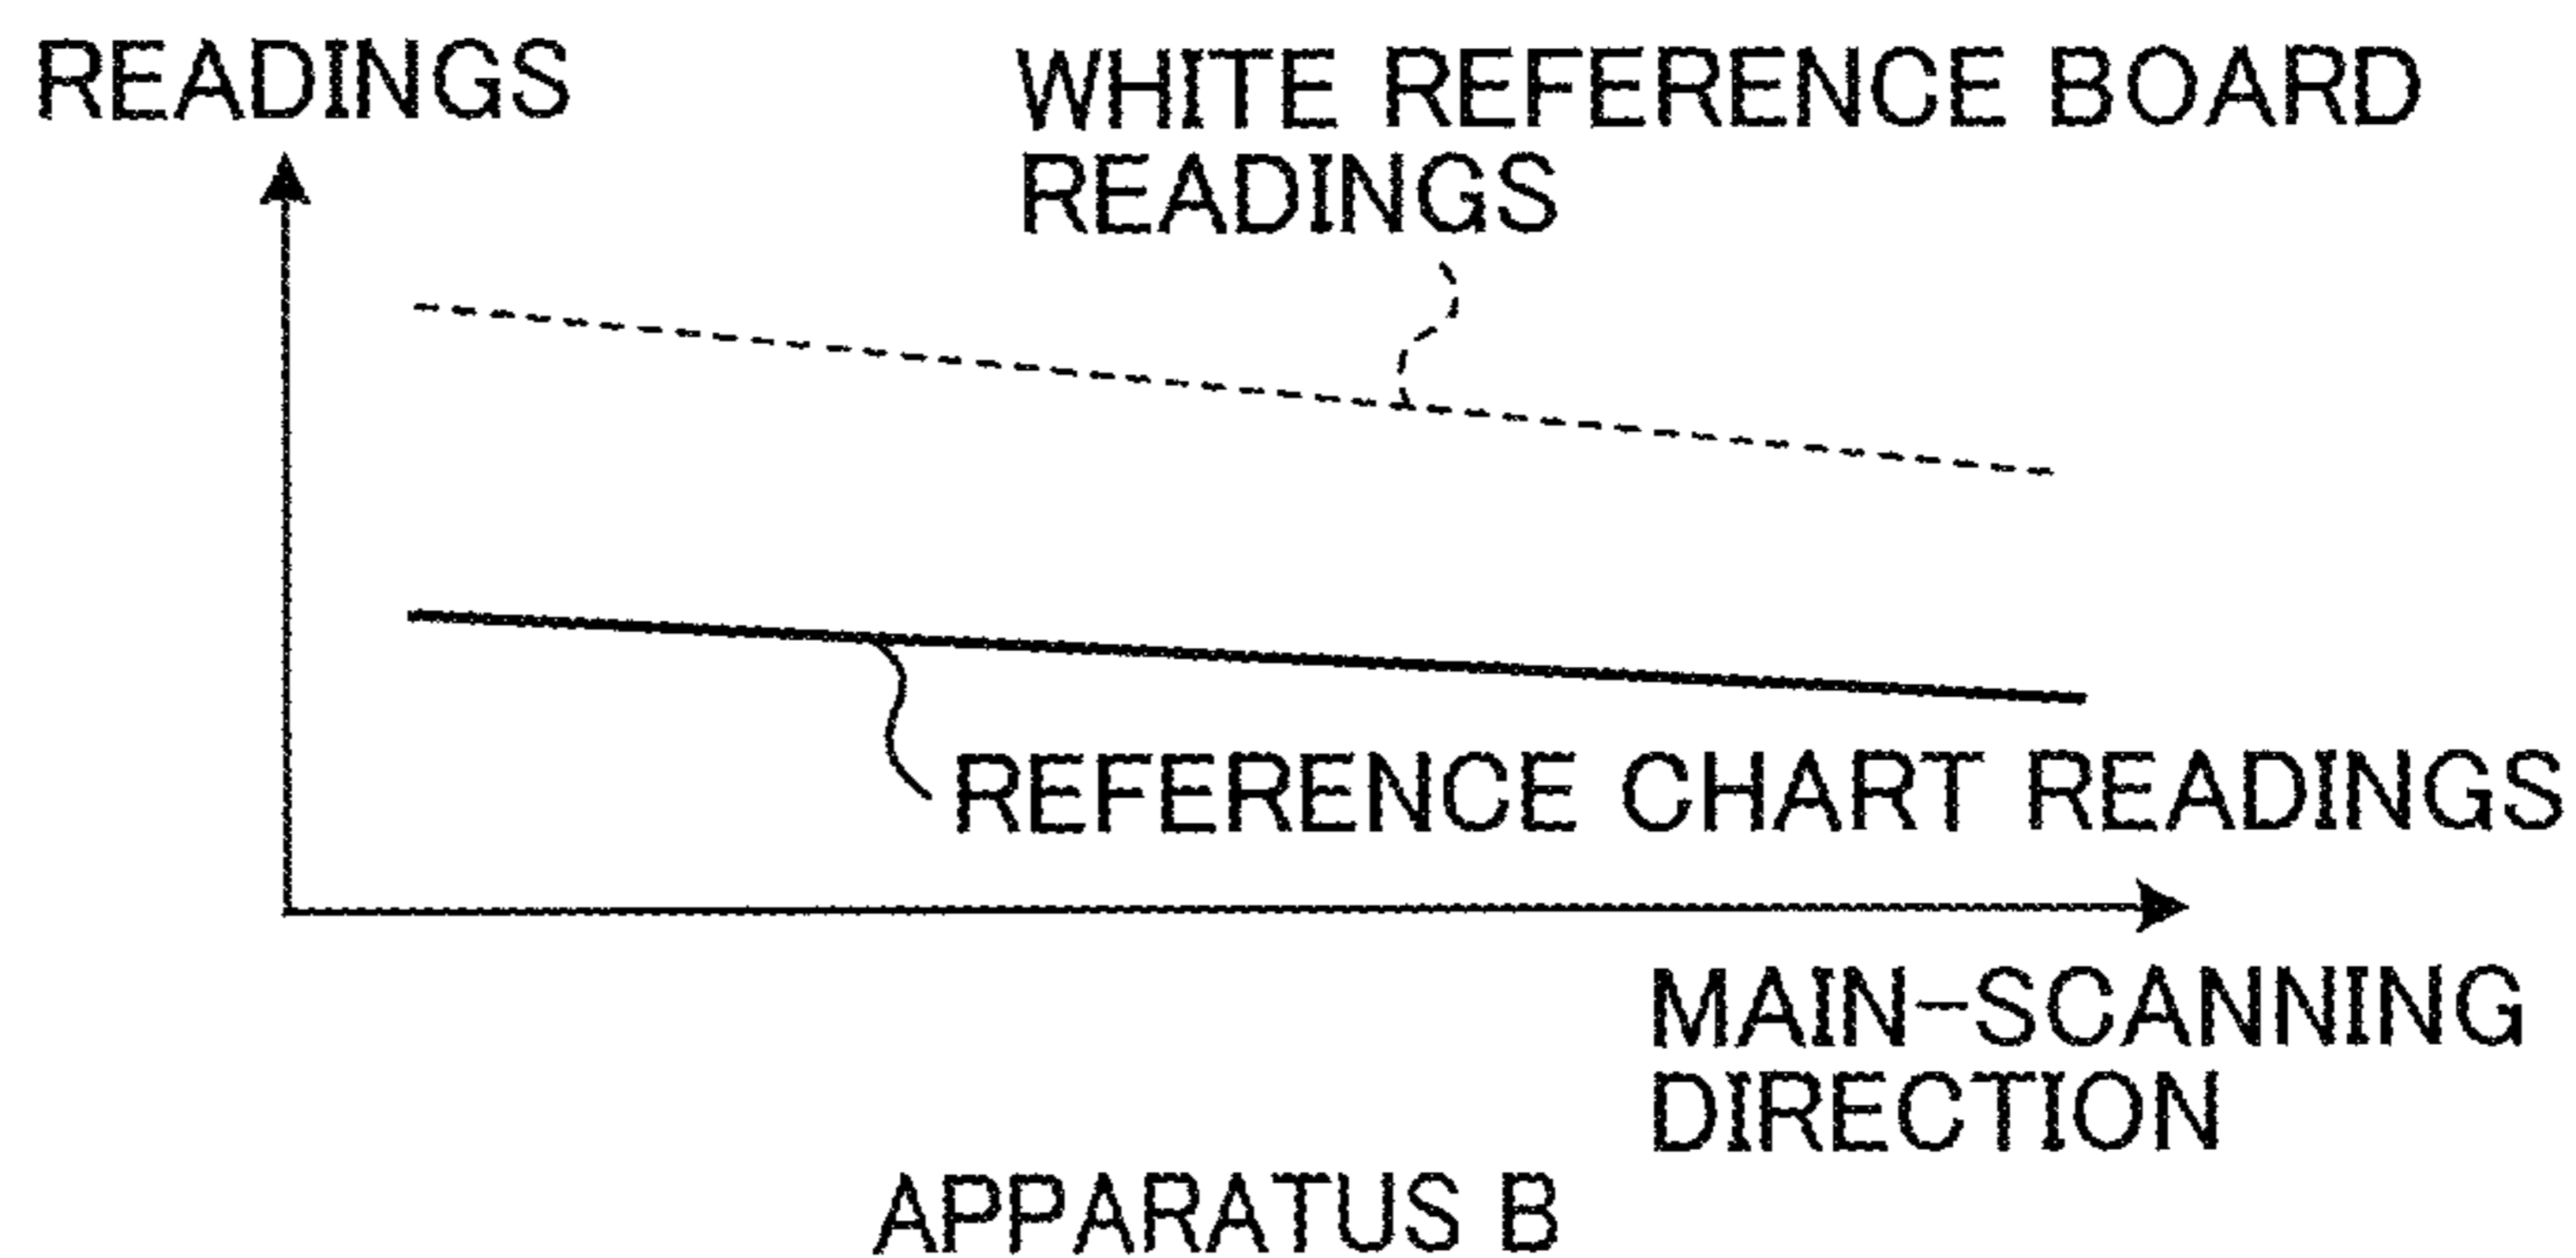 READINGS
WHITE REFERENCE BOARD
READINGS
REFERENCE CHART READINGS
MAIN-SCANNING
DIRECTION
APPARATUS B